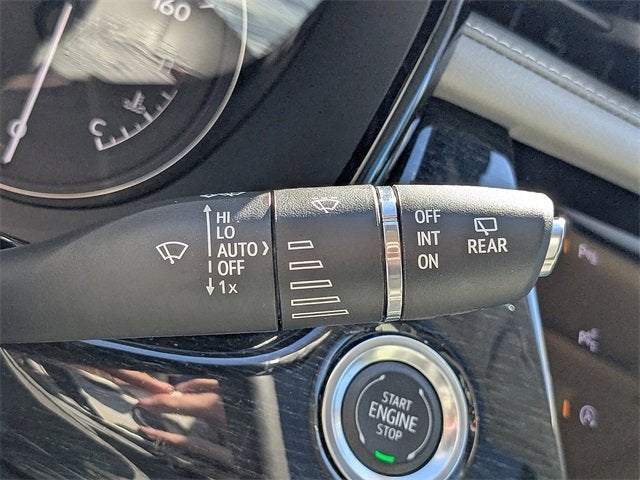 160
C
HI
LO
AUTO
OFF
1x
OFF
INT
ON
REAR
START
ENGINE
STOP